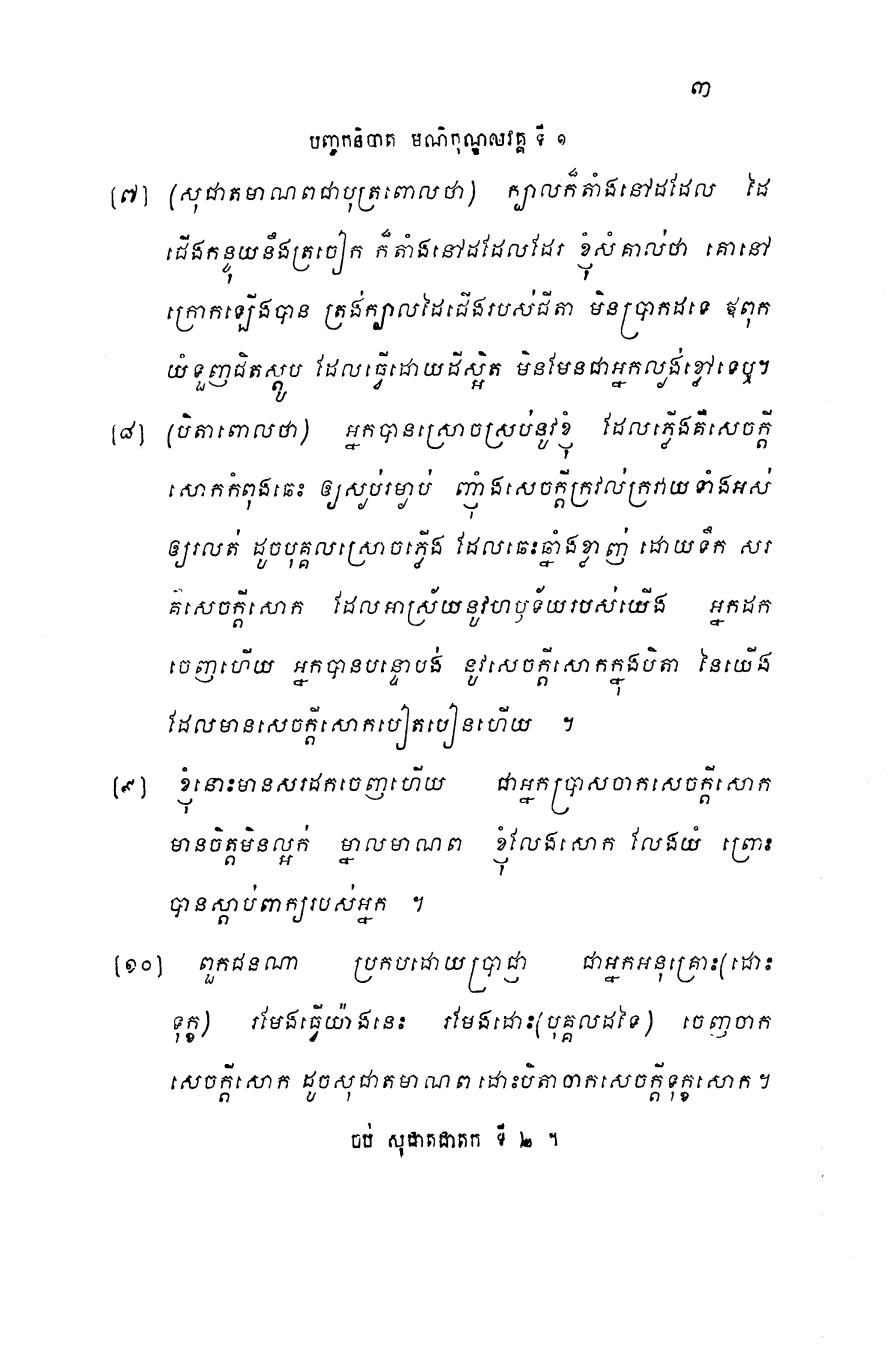 ៣
បញ្ចកនិបាត មណិកុណ្ឌលវគ្គ ទី ១
[៧] (សុជាតមាណពជាបុត្រពោលថា) ក្បាលក៏តាំងនៅដដែល ដៃ
ជើងកន្ទុយនឹងត្រចៀក ក៏តាំងនៅដដែលដែរ ខ្ញុំសំគាល់ថា គោនៅ
ក្រោកឡើងបាន ត្រង់ក្បាលដៃជើងរបស់ជីតា មិនប្រាកដទេ ឪពុក
យំទួញជិតស្តូប ដែលធ្វើដោយដីស្អិត មិនមែនជាអ្នកល្ងង់ខ្លៅទេឬ។
[៨] (បិតាពោលថា) អ្នកបានស្រោចស្រប់នូវខ្ញុំ ដែលភ្លើងគឺសេចក្តី
សោកកំពុងឆេះ ឲ្យស្ងប់រម្ងាប់ ញ៉ាំងសេចក្តីក្រវល់ក្រវាយទាំងអស់
ឲ្យរលត់ ដូចបុគ្គលស្រោចភ្លើង ដែលឆេះឆ្នាំងខ្លាញ់ ដោយទឹក សរ
គឺសេចក្តីសោក ដែលអាស្រ័យនូវហឫទ័យរបស់យើង អ្នកដក
ចេញហើយ អ្នកបានបន្ទោបង់ នូវសេចក្តីសោកក្នុងបិតា នៃយើង
ដែលមានសេចក្តីសោកបៀតបៀនហើយ ។
[៩] ខ្ញុំនោះមានសរដកចេញហើយ ជាអ្នកប្រាសចាកសេចក្តីសោក
មានចិត្តមិនល្អក់ ម្នាលមាណព ខ្ញុំលែងសោក លែងយំ ព្រោះ
បានស្តាប់ពាក្យរបស់អ្នក ។
[១០] ពួកជនណា ប្រកបដោយប្រាជ្ញា ជាអ្នកអនុគ្រោះ(ដោះ
ទុក្ខ) រមែងធ្វើយ៉ាងនេះ រមែងដោះ(បុគ្គលដទៃ) ចេញចាក
សេចក្តីសោក ដូចសុជាតមាណព ដោះបិតាចាកសេចក្តីទុក្ខសោក ។
ចប់ សុជាតជាតក ទី ២ ។